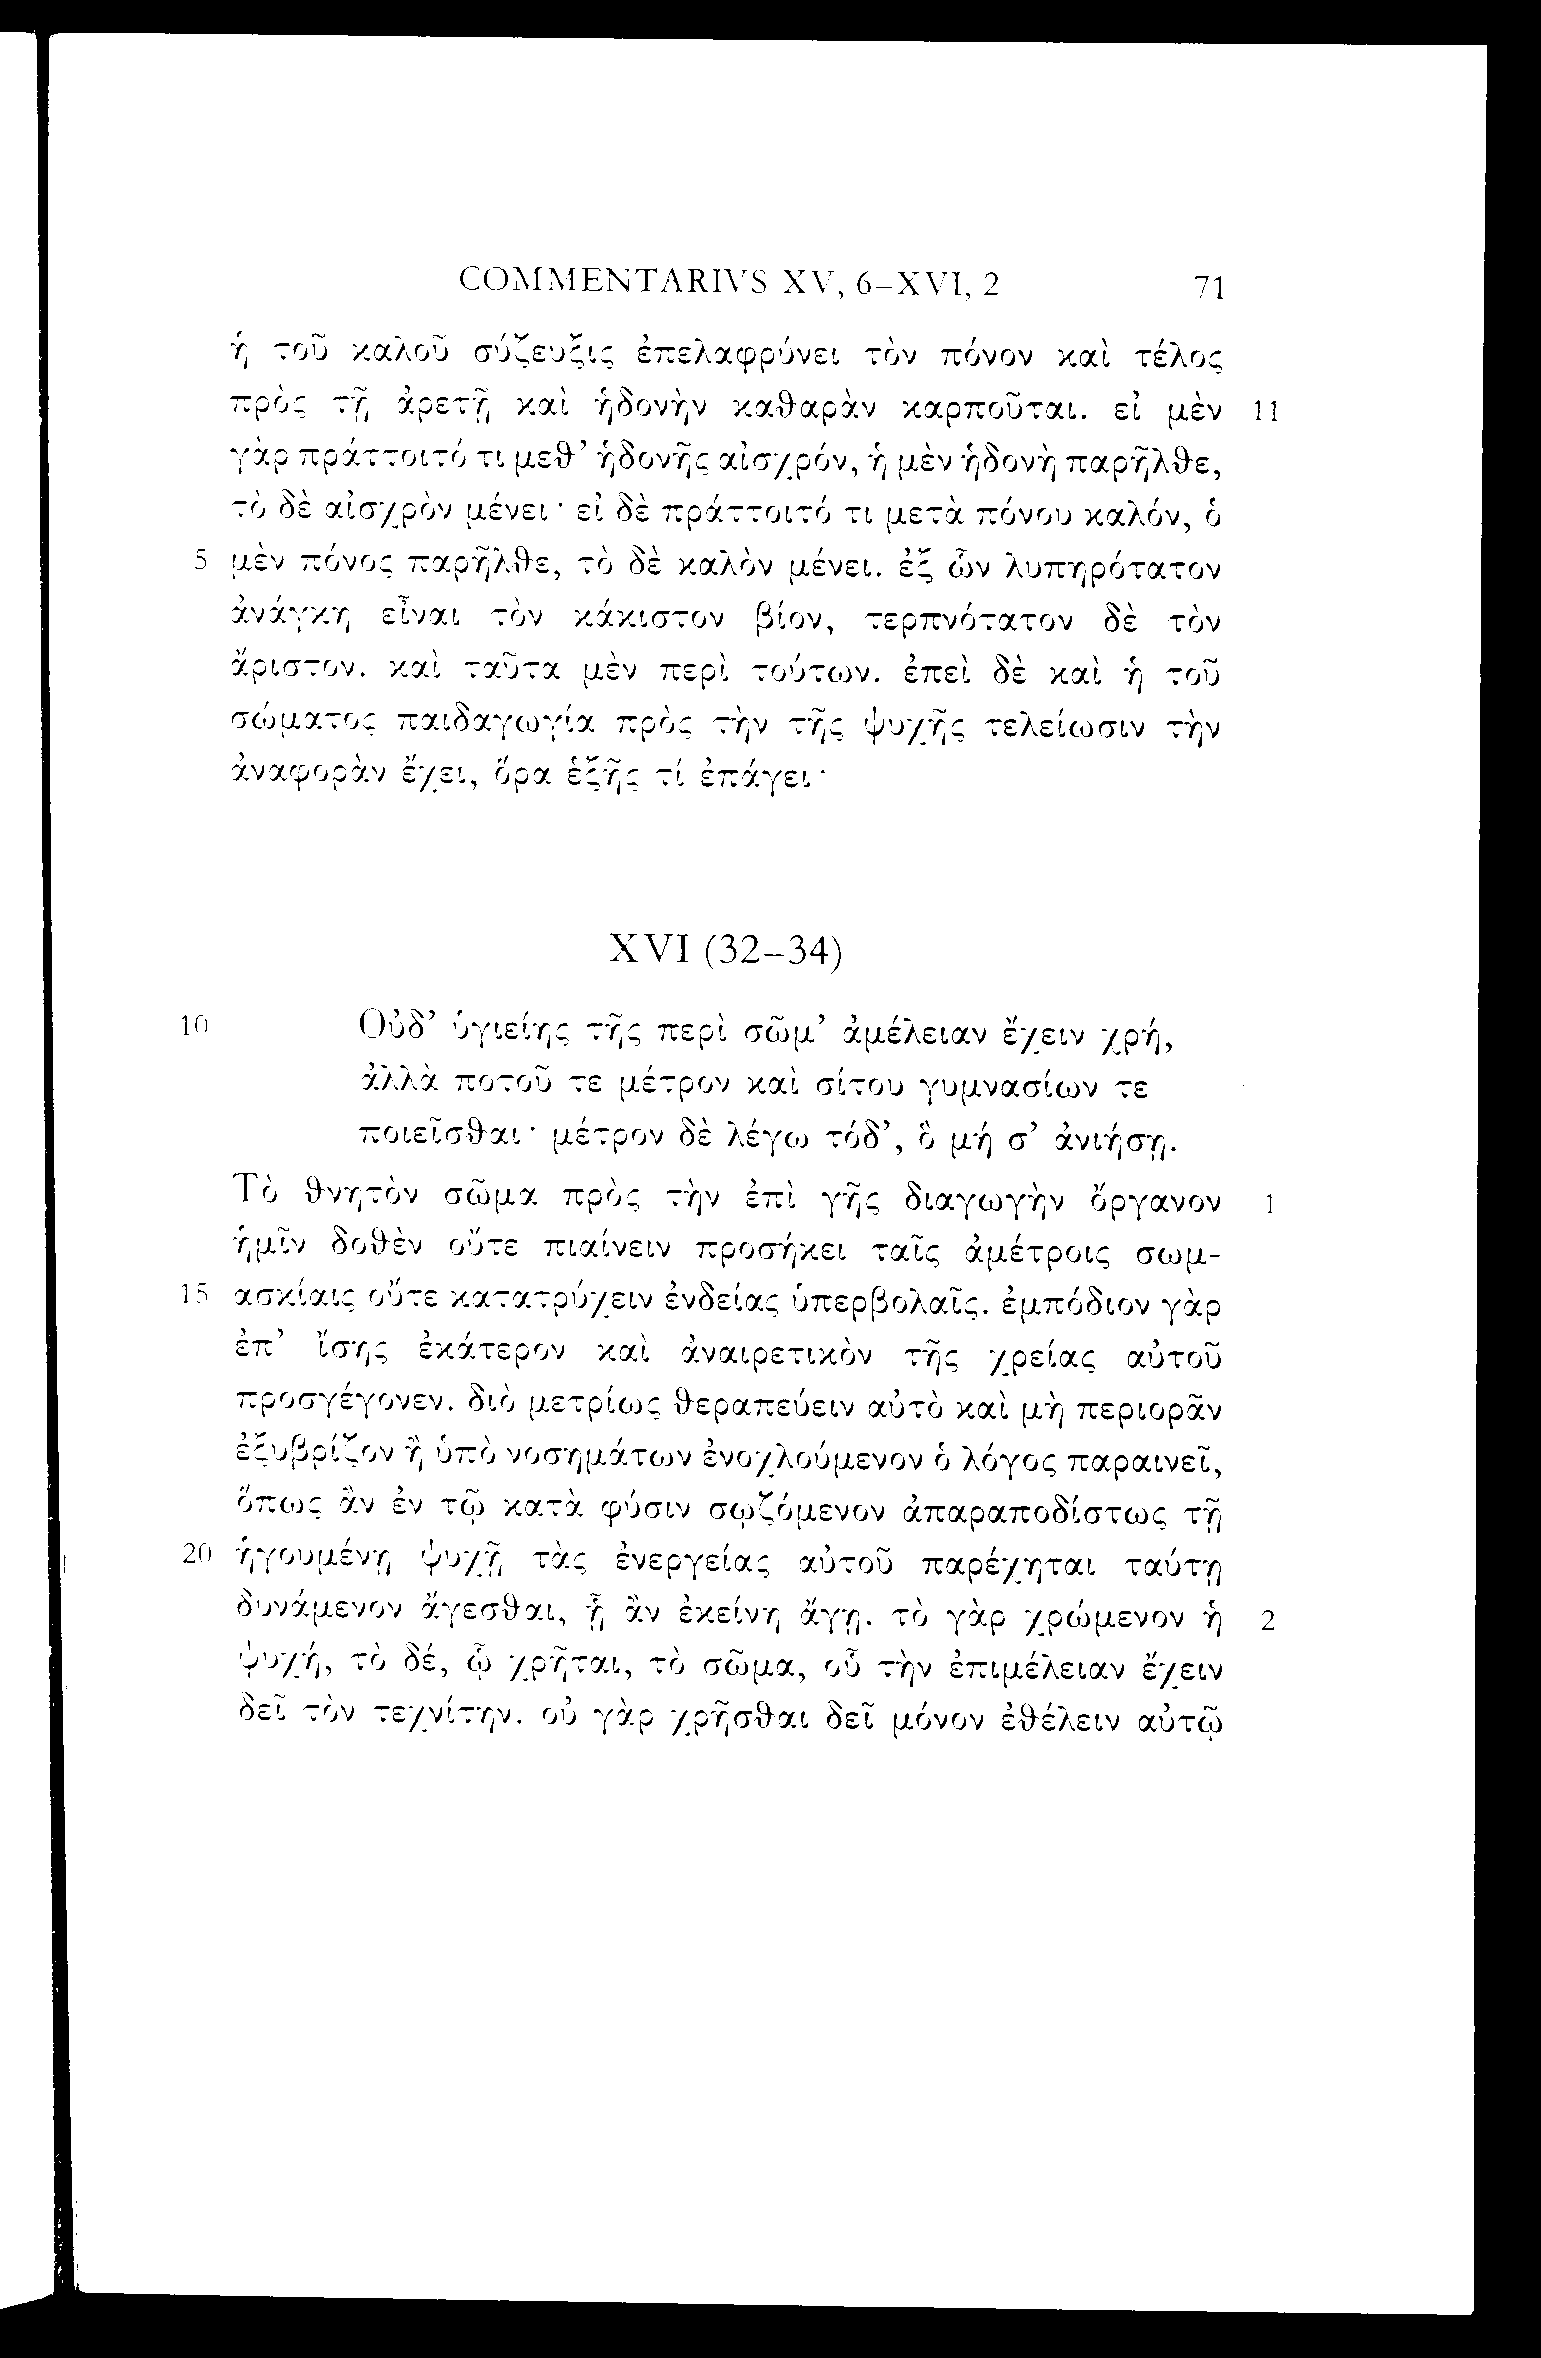 COMMENTARIVS XV, 6–XVI, 2 71
ἡ τοῦ καλοῦ σύζευξις ἐπελαφρύνει τὸν πόνον καὶ τέλος
πρὸς τῇ ἀρετῇ καὶ ἡδονὴν καθαρὰν καρποῦται. εἰ μὲν 11
γὰρ πράττοιτό τι μεθ’ ἡδονῆς αἰσχρόν, ἡ μὲν ἡδονὴ παρῆλθε,
τὸ δὲ αἰσχρὸν μένει· εἰ δὲ πράττοιτό τι μετὰ πόνου καλόν, ὁ
5 μὲν πόνος παρῆλθε, τὸ δὲ καλὸν μένει. ἐξ ὧν λυπηρότατον
ἀνάγκη εἶναι τὸν κάκιστον βίον, τερπνότατον δὲ τὸν
ἄριστον. καὶ ταῦτα μὲν περὶ τούτων. ἐπεὶ δὲ καὶ ἡ τοῦ
σώματος παιδαγωγία πρὸς τὴν τῆς ψυχῆς τελείωσιν τὴν
ἀναφορὰν ἔχει, ὅρα ἑξῆς τί ἐπάγει·
XVI (32–34)
10 Οὐδ’ ὑγιείης τῆς περὶ σῶμ’ ἀμέλειαν ἔχειν χρή,
ἀλλὰ ποτοῦ τε μέτρον καὶ σίτου γυμνασίων τε
ποιεῖσθαι· μέτρον δὲ λέγω τόδ’, ὃ μή σ’ ἀνιήσῃ.
Τὸ θνητὸν σῶμα πρὸς τὴν ἐπὶ γῆς διαγωγὴν ὄργανον 1
ἡμῖν δοθὲν οὔτε πιαίνειν προσήκει ταῖς ἀμέτροις σωμ-
15 ασκίαις οὔτε κατατρύχειν ἐνδείας ὑπερβολαῖς. ἐμπόδιον γὰρ
ἐπ’ ἴσης ἑκάτερον καὶ ἀναιρετικὸν τῆς χρείας αὐτοῦ
προσγέγονεν. διὸ μετρίως θεραπεύειν αὐτὸ καὶ μὴ περιορᾶν
ἐξυβρίζον ἢ ὑπὸ νοσημάτων ἐνοχλούμενον ὁ λόγος παραινεῖ,
ὅπως ἂν ἐν τῷ κατὰ φύσιν σῳζόμενον ἀπαραποδίστως τῇ
20 ἡγουμένῃ ψυχῇ τὰς ἐνεργείας αὐτοῦ παρέχηται ταύτῃ
δυνάμενον ἄγεσθαι, ᾗ ἂν ἐκείνη ἄγῃ. τὸ γὰρ χρώμενον ἡ 2
ψυχή, τὸ δέ, ᾧ χρῆται, τὸ σῶμα, οὗ τὴν ἐπιμέλειαν ἔχειν
δεῖ τὸν τεχνίτην. οὐ γὰρ χρῆσθαι δεῖ μόνον ἐθέλειν αὐτῷ